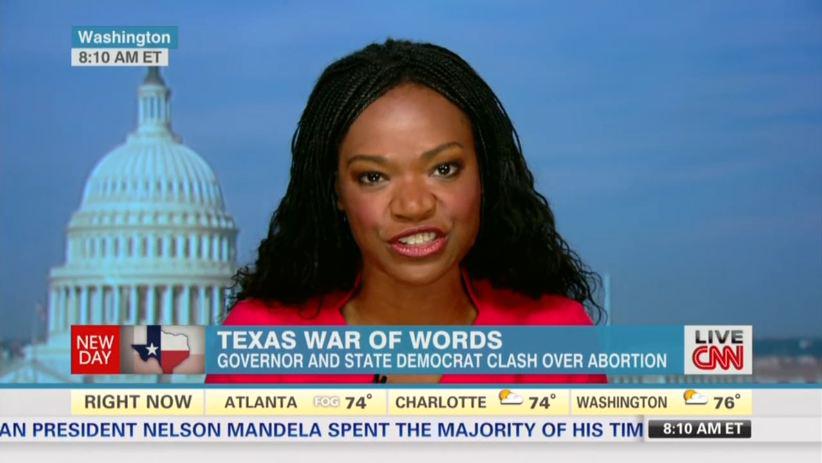 Washington
8:10 AM ET
NEW DAY
TEXAS WAR OF WORDS
GOVERNOR AND STATE DEMOCRAT CLASH OVER ABORTION
LIVE
CNN
RIGHT NOW ATLANTA FOG 74° CHARLOTTE 74° WASHINGTON 76°
AN PRESIDENT NELSON MANDELA SPENT THE MAJORITY OF HIS TIM 8:10 AM ET